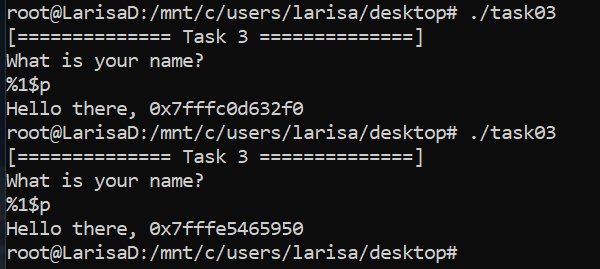 root@LarisaD:/mnt/c/users/larisa/desktop# ./task03
[============== Task 3 ==============]
What is your name?
%1$p
Hello there, 0x7fffc0d632f0
root@LarisaD:/mnt/c/users/larisa/desktop# ./task03
[============== Task 3 ==============]
What is your name?
%1$p
Hello there, 0x7fffe5465950
root@LarisaD:/mnt/c/users/larisa/desktop#